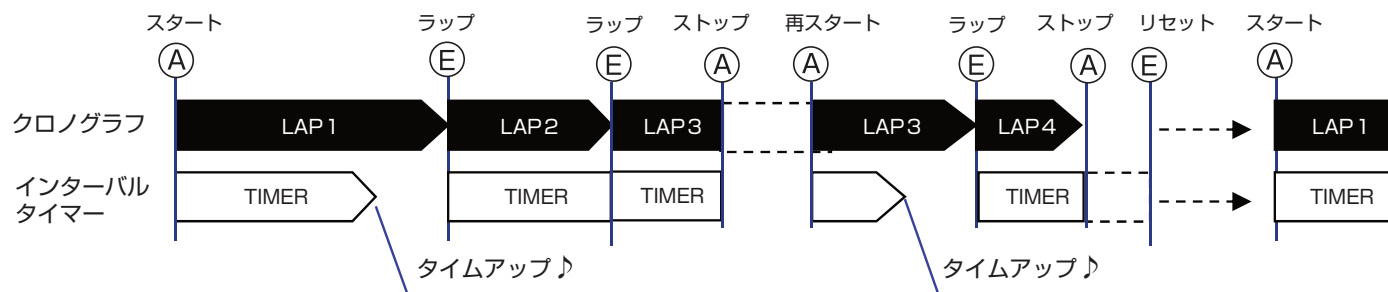 スタート ラップ ラップ ストップ 再スタート ラップ ストップ リセット スタート
A E E A A E A E A
クロノグラフ LAP1 LAP2 LAP3 LAP3 LAP4 LAP1
インターバル
タイマー
TIMER TIMER TIMER TIMER TIMER
タイムアップ♪ タイムアップ♪